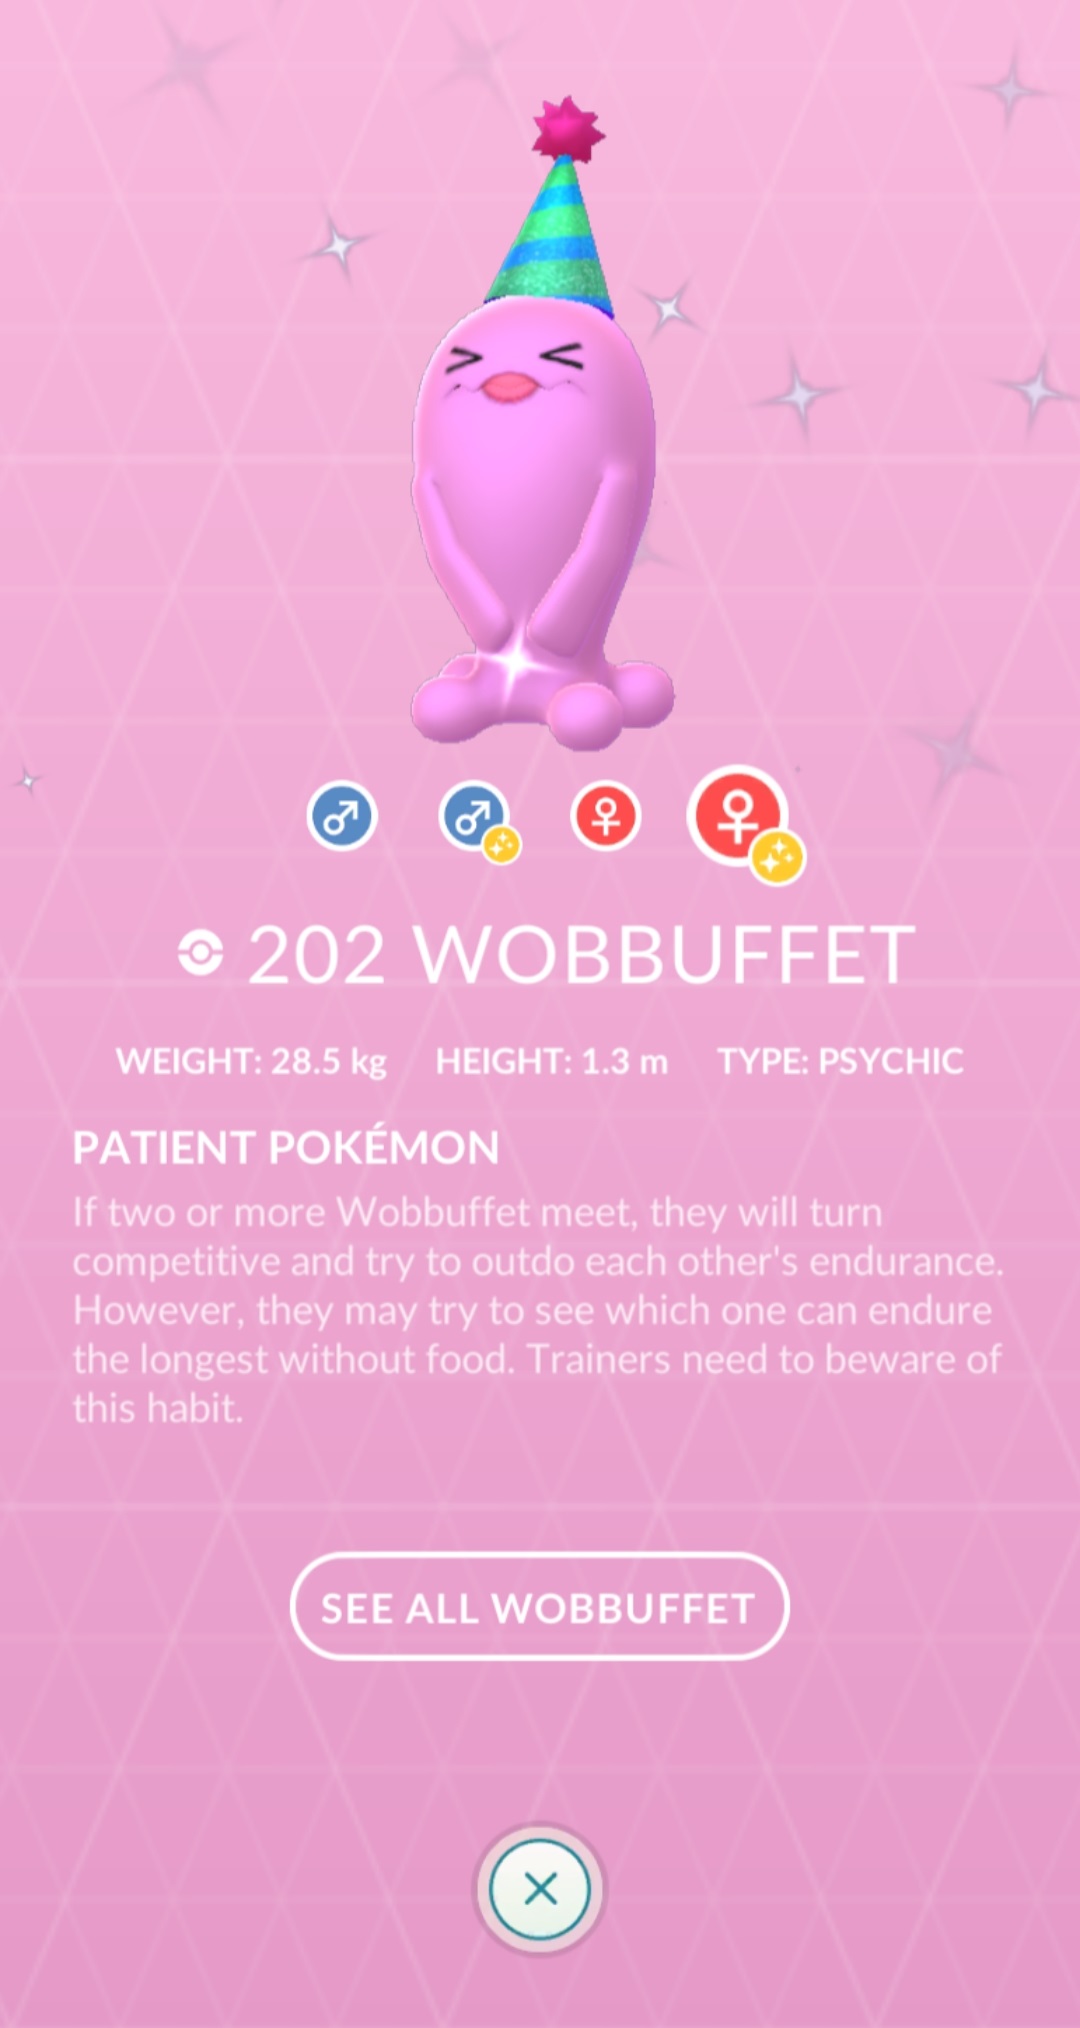 202 WOBBUFFET
WEIGHT: 28.5 kg HEIGHT: 1.3 m TYPE: PSYCHIC
PATIENT POKÉMON
If two or more Wobbuffet meet, they will turn
competitive and try to outdo each other's endurance.
However, they may try to see which one can endure
the longest without food. Trainers need to beware of
this habit.
SEE ALL WOBBUFFET